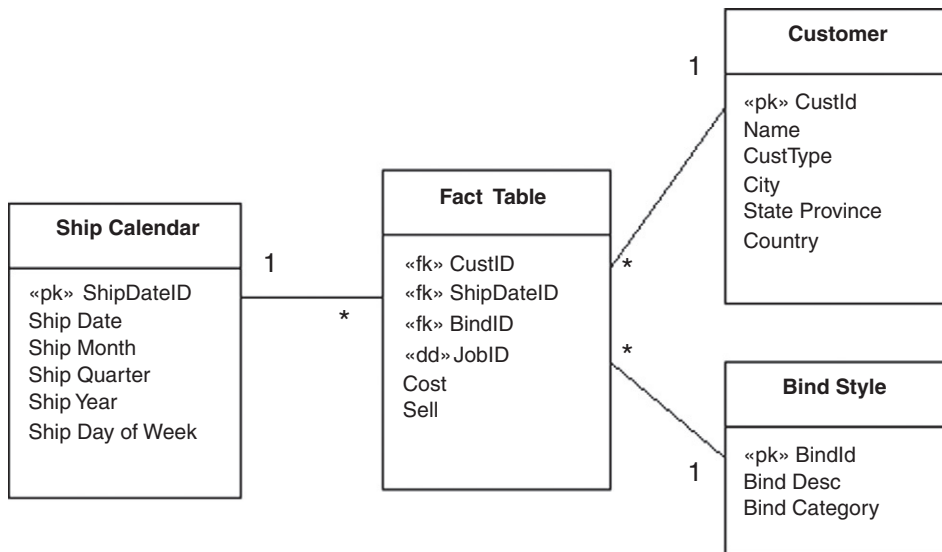 Ship Calendar
«pk» ShipDateID
Ship Date
Ship Month
Ship Quarter
Ship Year
Ship Day of Week
1
*
Fact Table
«fk» CustID
«fk» ShipDateID
«fk» BindID
«dd» JobID
Cost
Sell
1
*
Customer
«pk» CustId
Name
CustType
City
State Province
Country
*
1
Bind Style
«pk» BindId
Bind Desc
Bind Category